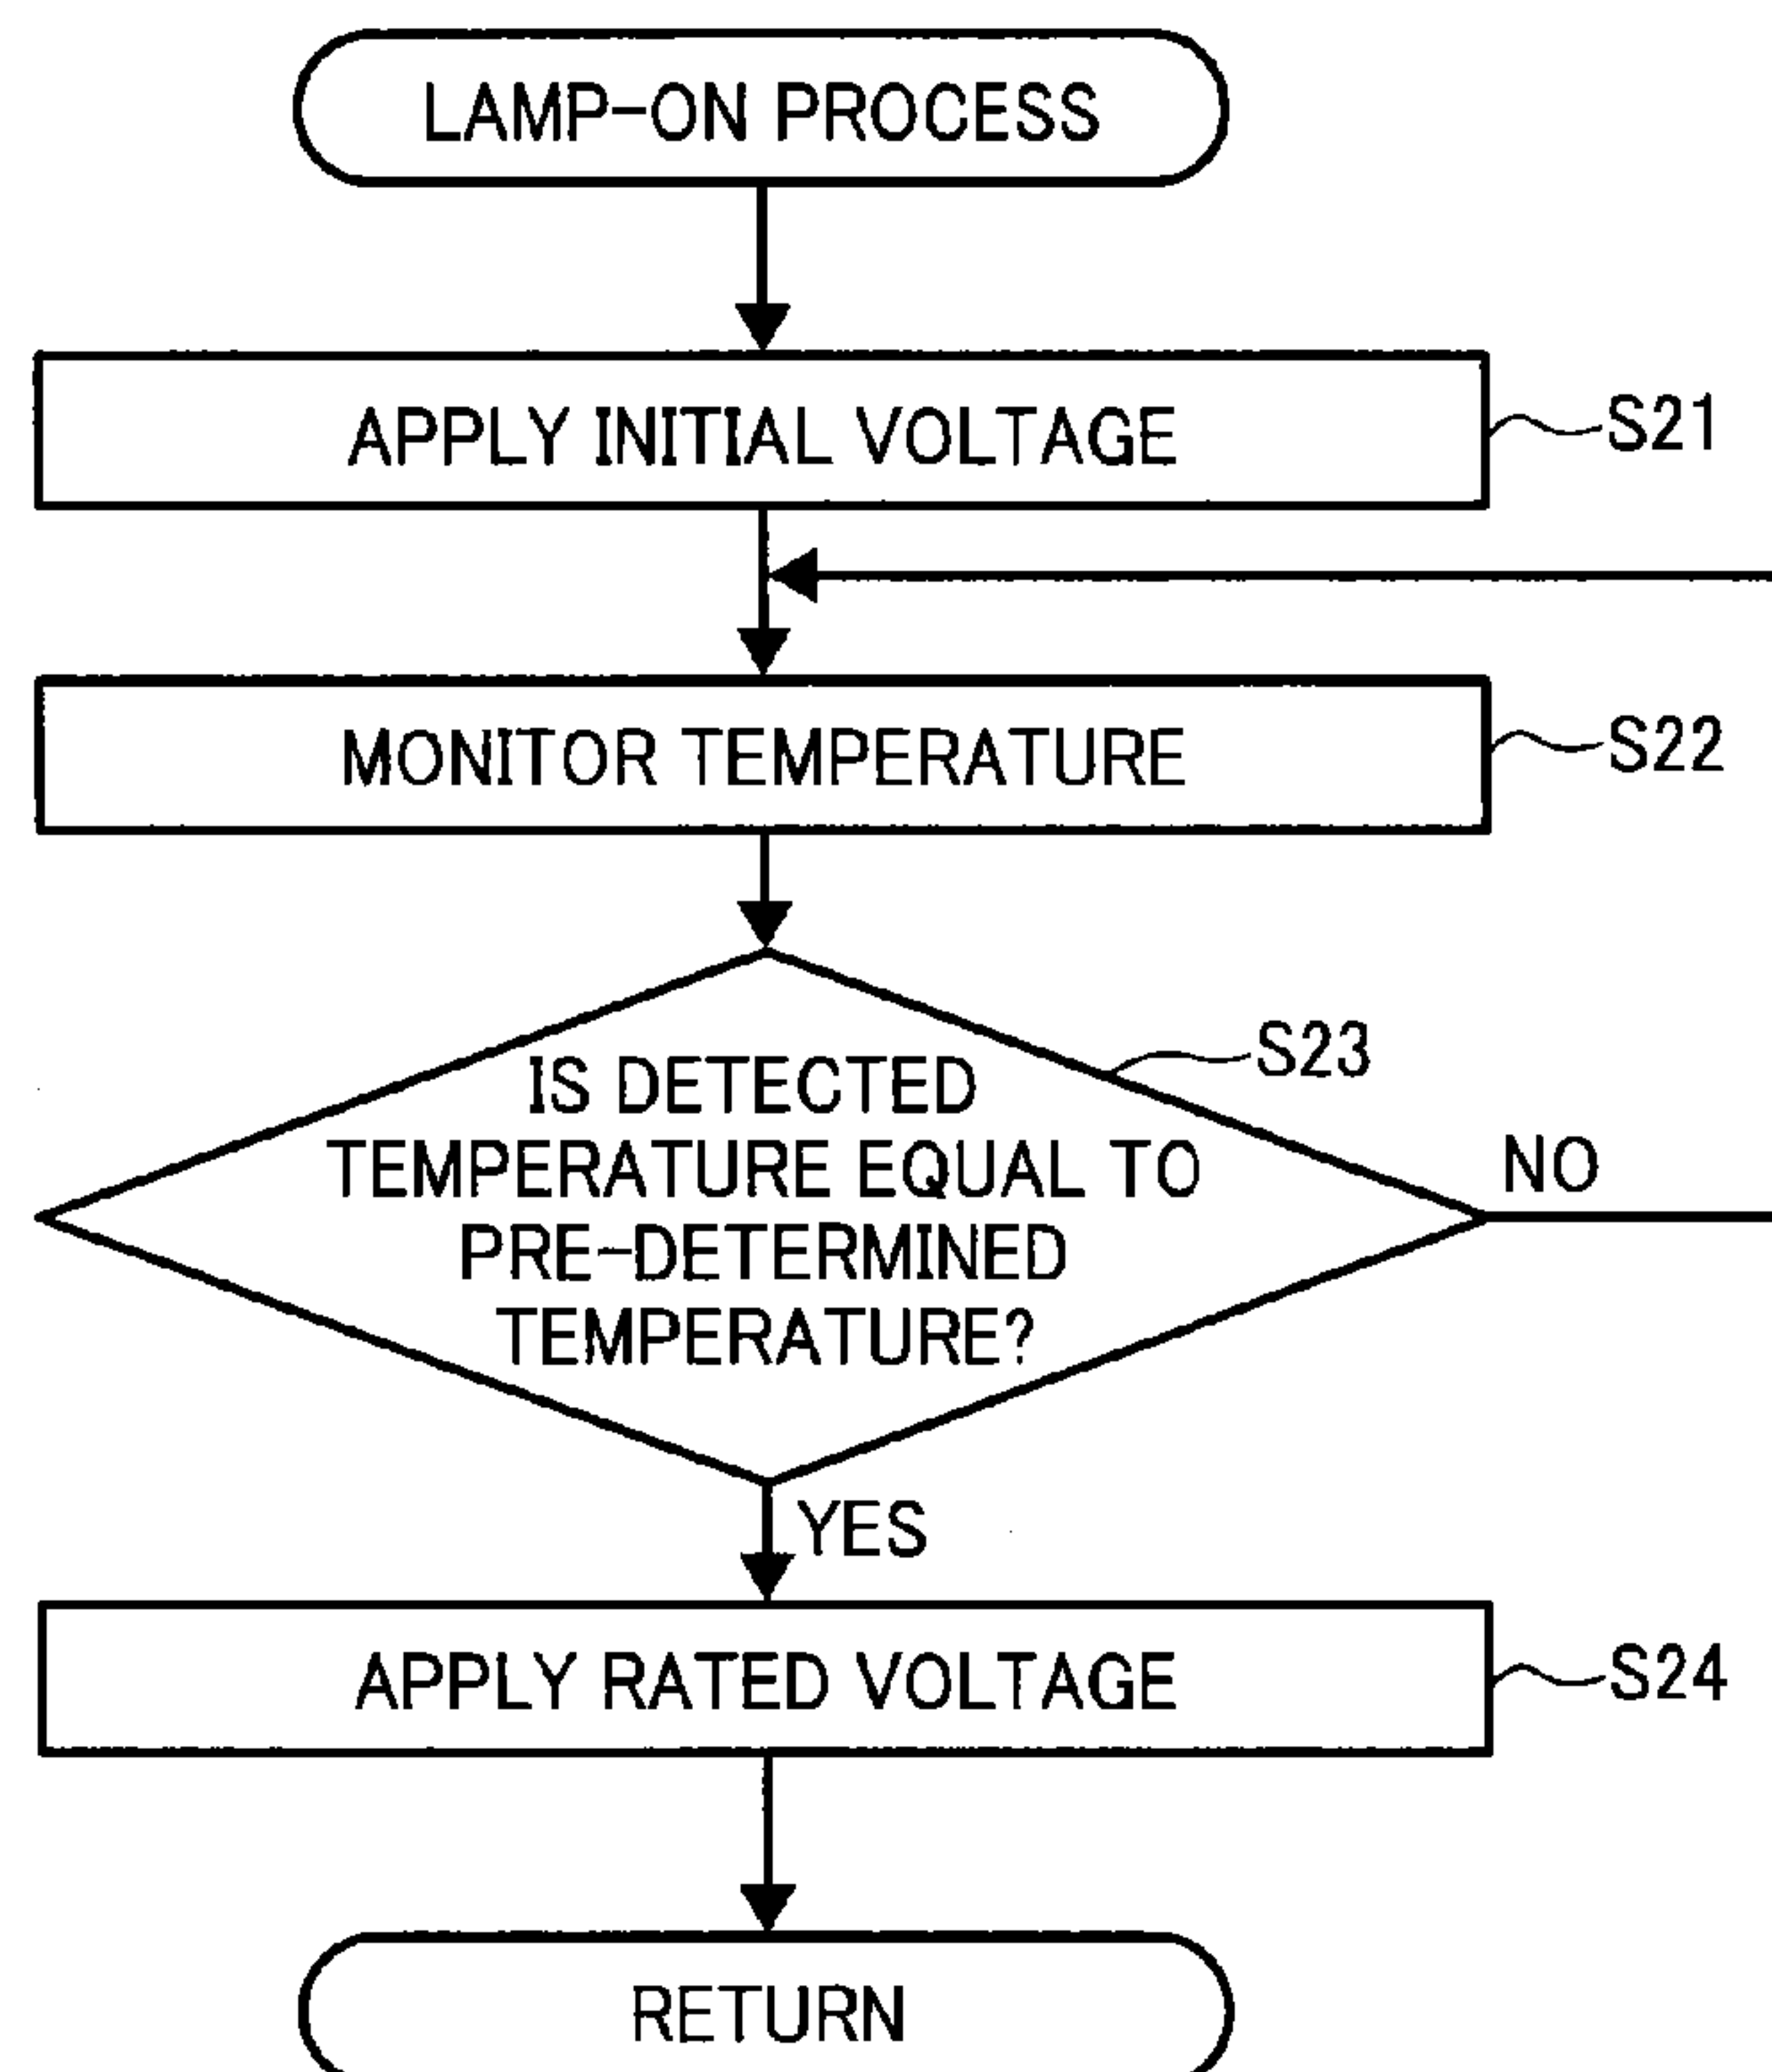 LAMP-ON PROCESS
APPLY INITIAL VOLTAGE
S21
MONITOR TEMPERATURE
S22
S23
IS DETECTED
TEMPERATURE EQUAL TO
PRE-DETERMINED
TEMPERATURE?
NO
YES
APPLY RATED VOLTAGE
S24
RETURN